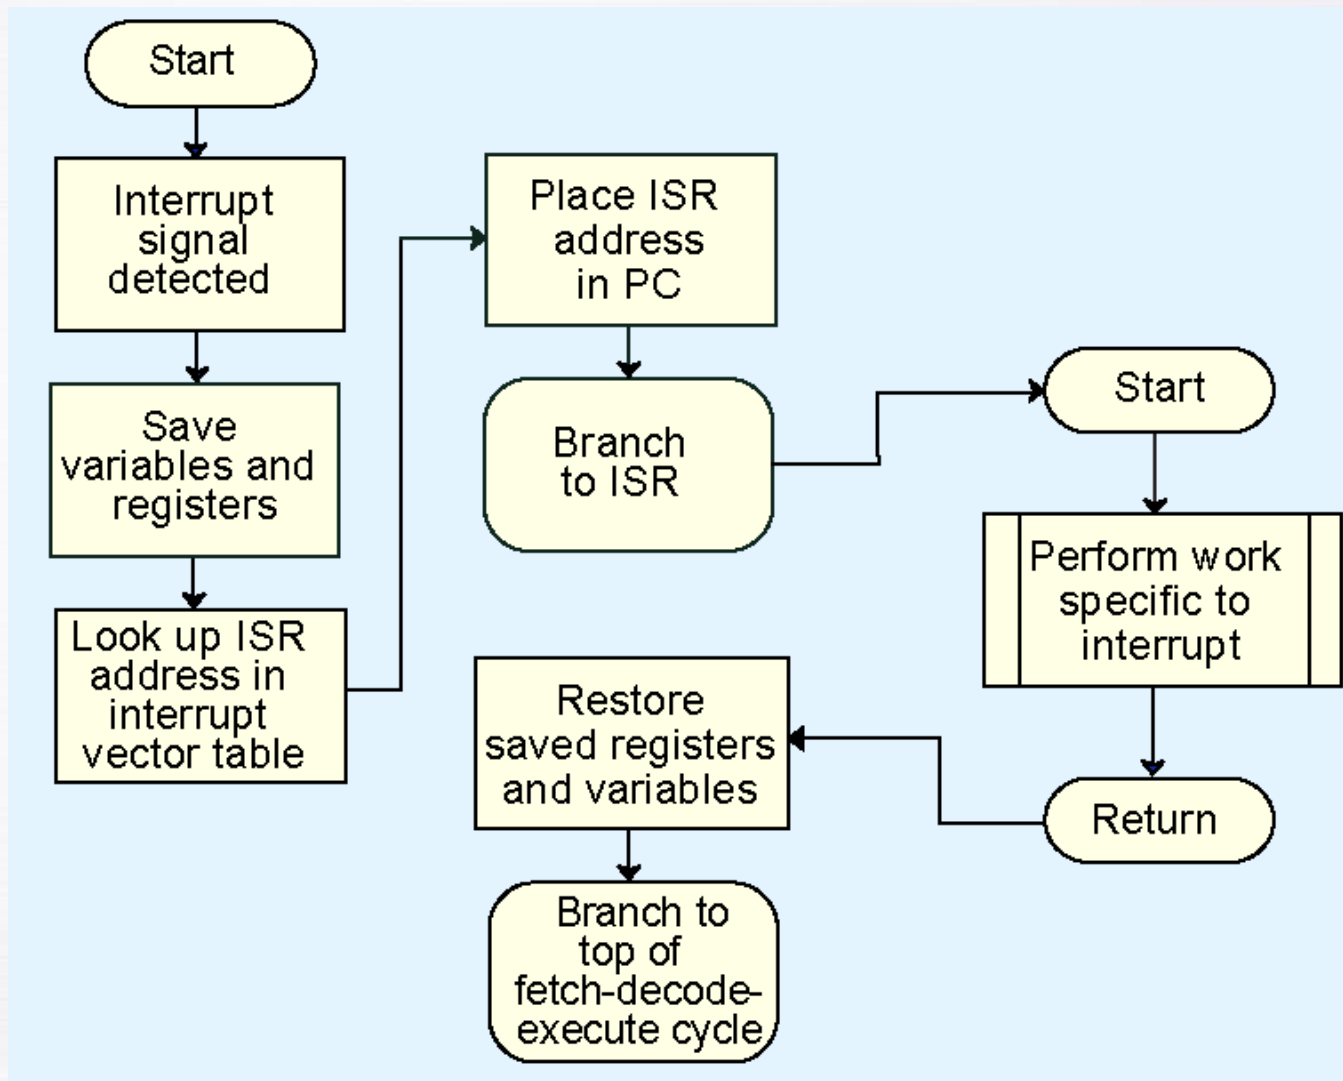 Start
Interrupt
signal
detected
Save
variables and
registers
Look up ISR
address in
interrupt
vector table
Place ISR
address
in PC
Branch
to ISR
Start
Perform work
specific to
interrupt
Return
Restore
saved registers
and variables
Branch to
top of
fetch-decode-
execute cycle